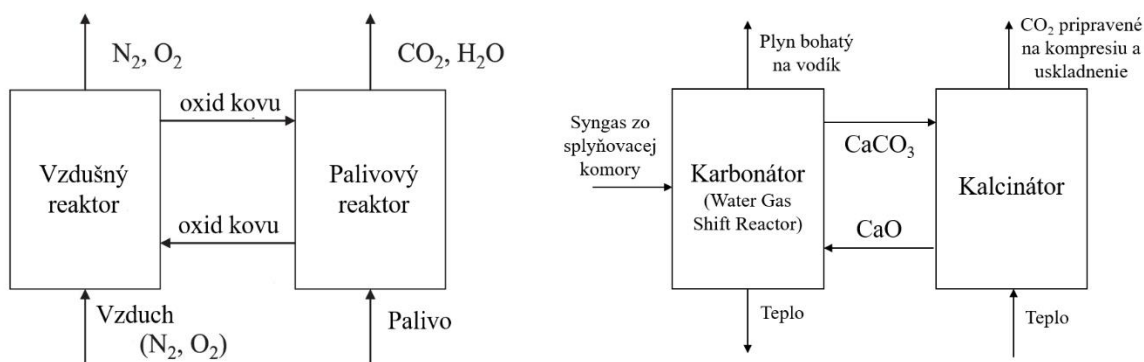 N₂, O₂
CO₂, H₂O
oxid kovu
Vzdušný
reaktor
Palivový
reaktor
oxid kovu
Vzduch
(N₂, O₂)
Palivo
Plyn bohatý
na vodík
CO₂ pripravené
na kompresiu a
uskladnenie
Syngas zo
splyňovacej
komory
Karbonátor
(Water Gas
Shift Reactor)
CaCO₃
Kalcinátor
CaO
Teplo
Teplo